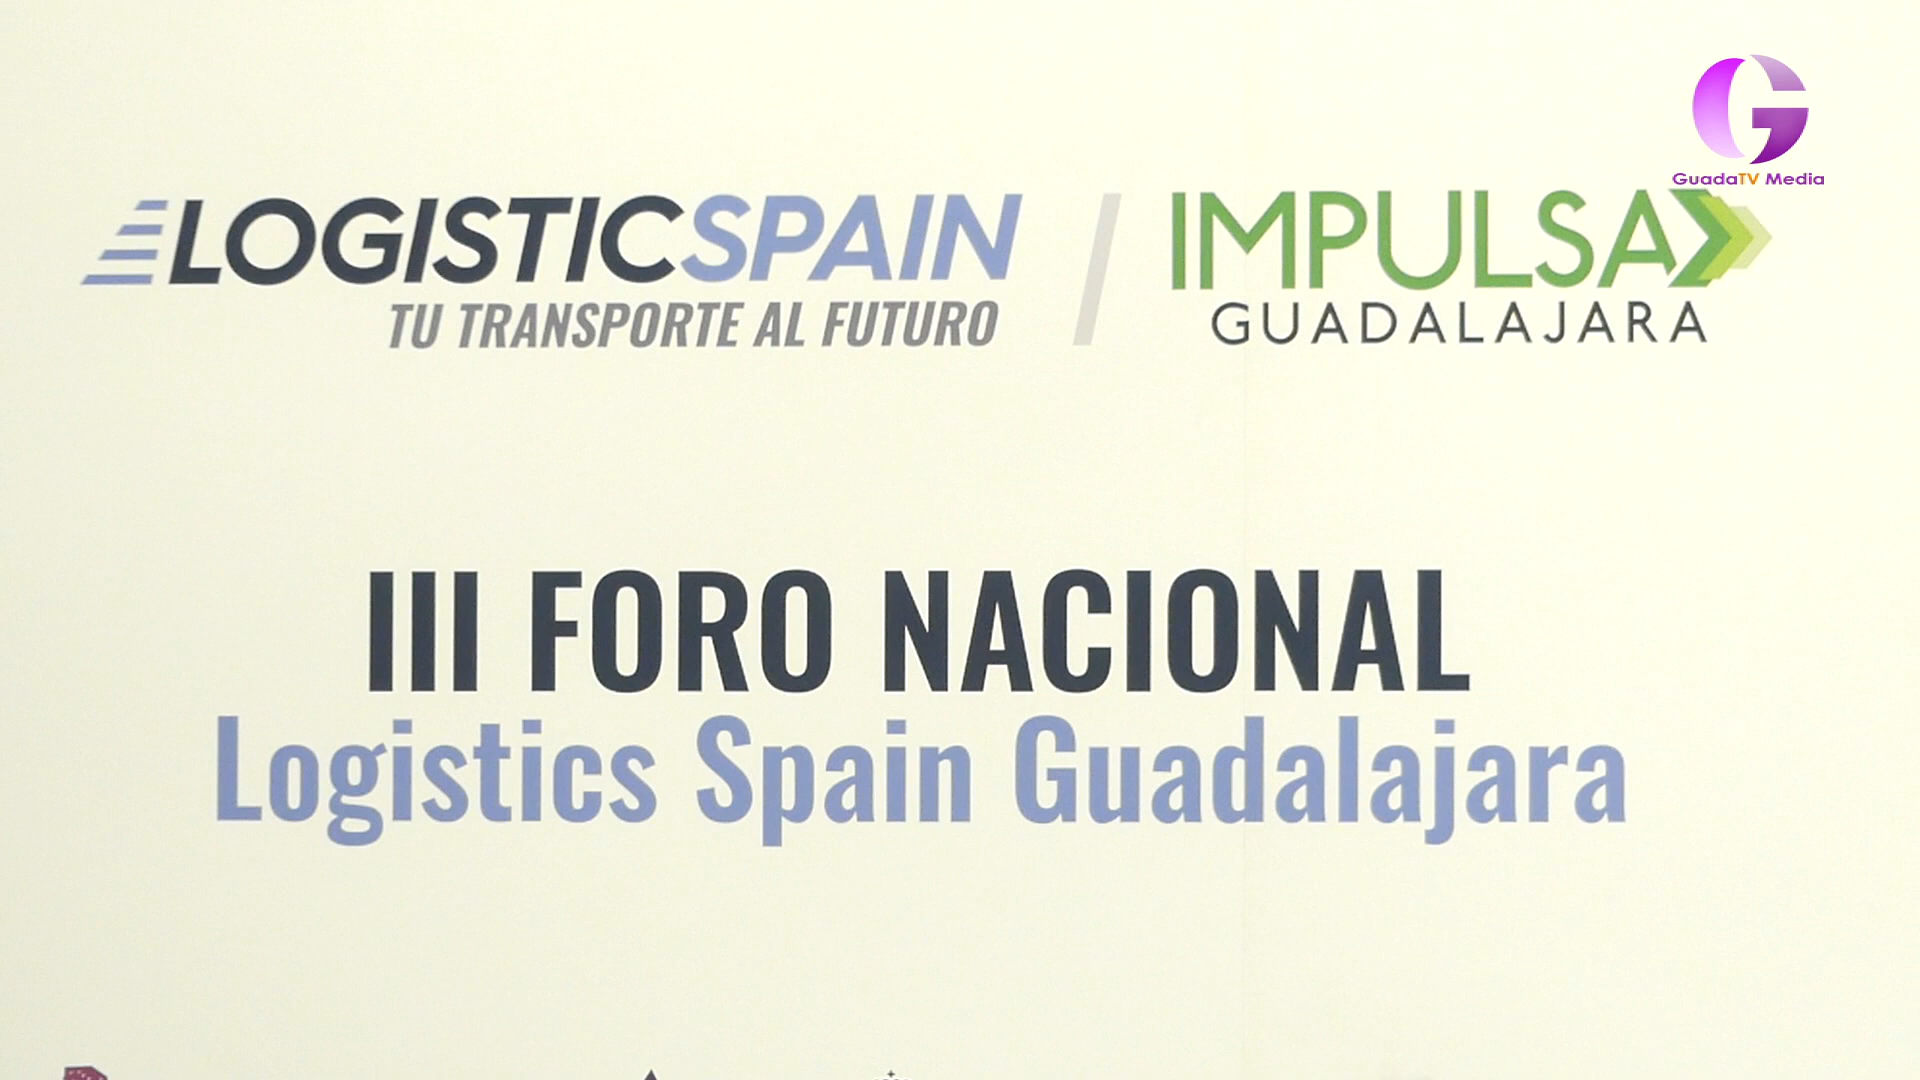 GuadaTV Media
LOGISTICSPAIN
TU TRANSPORTE AL FUTURO
IMPULSA
GUADALAJARA
III FORO NACIONAL
Logistics Spain Guadalajara